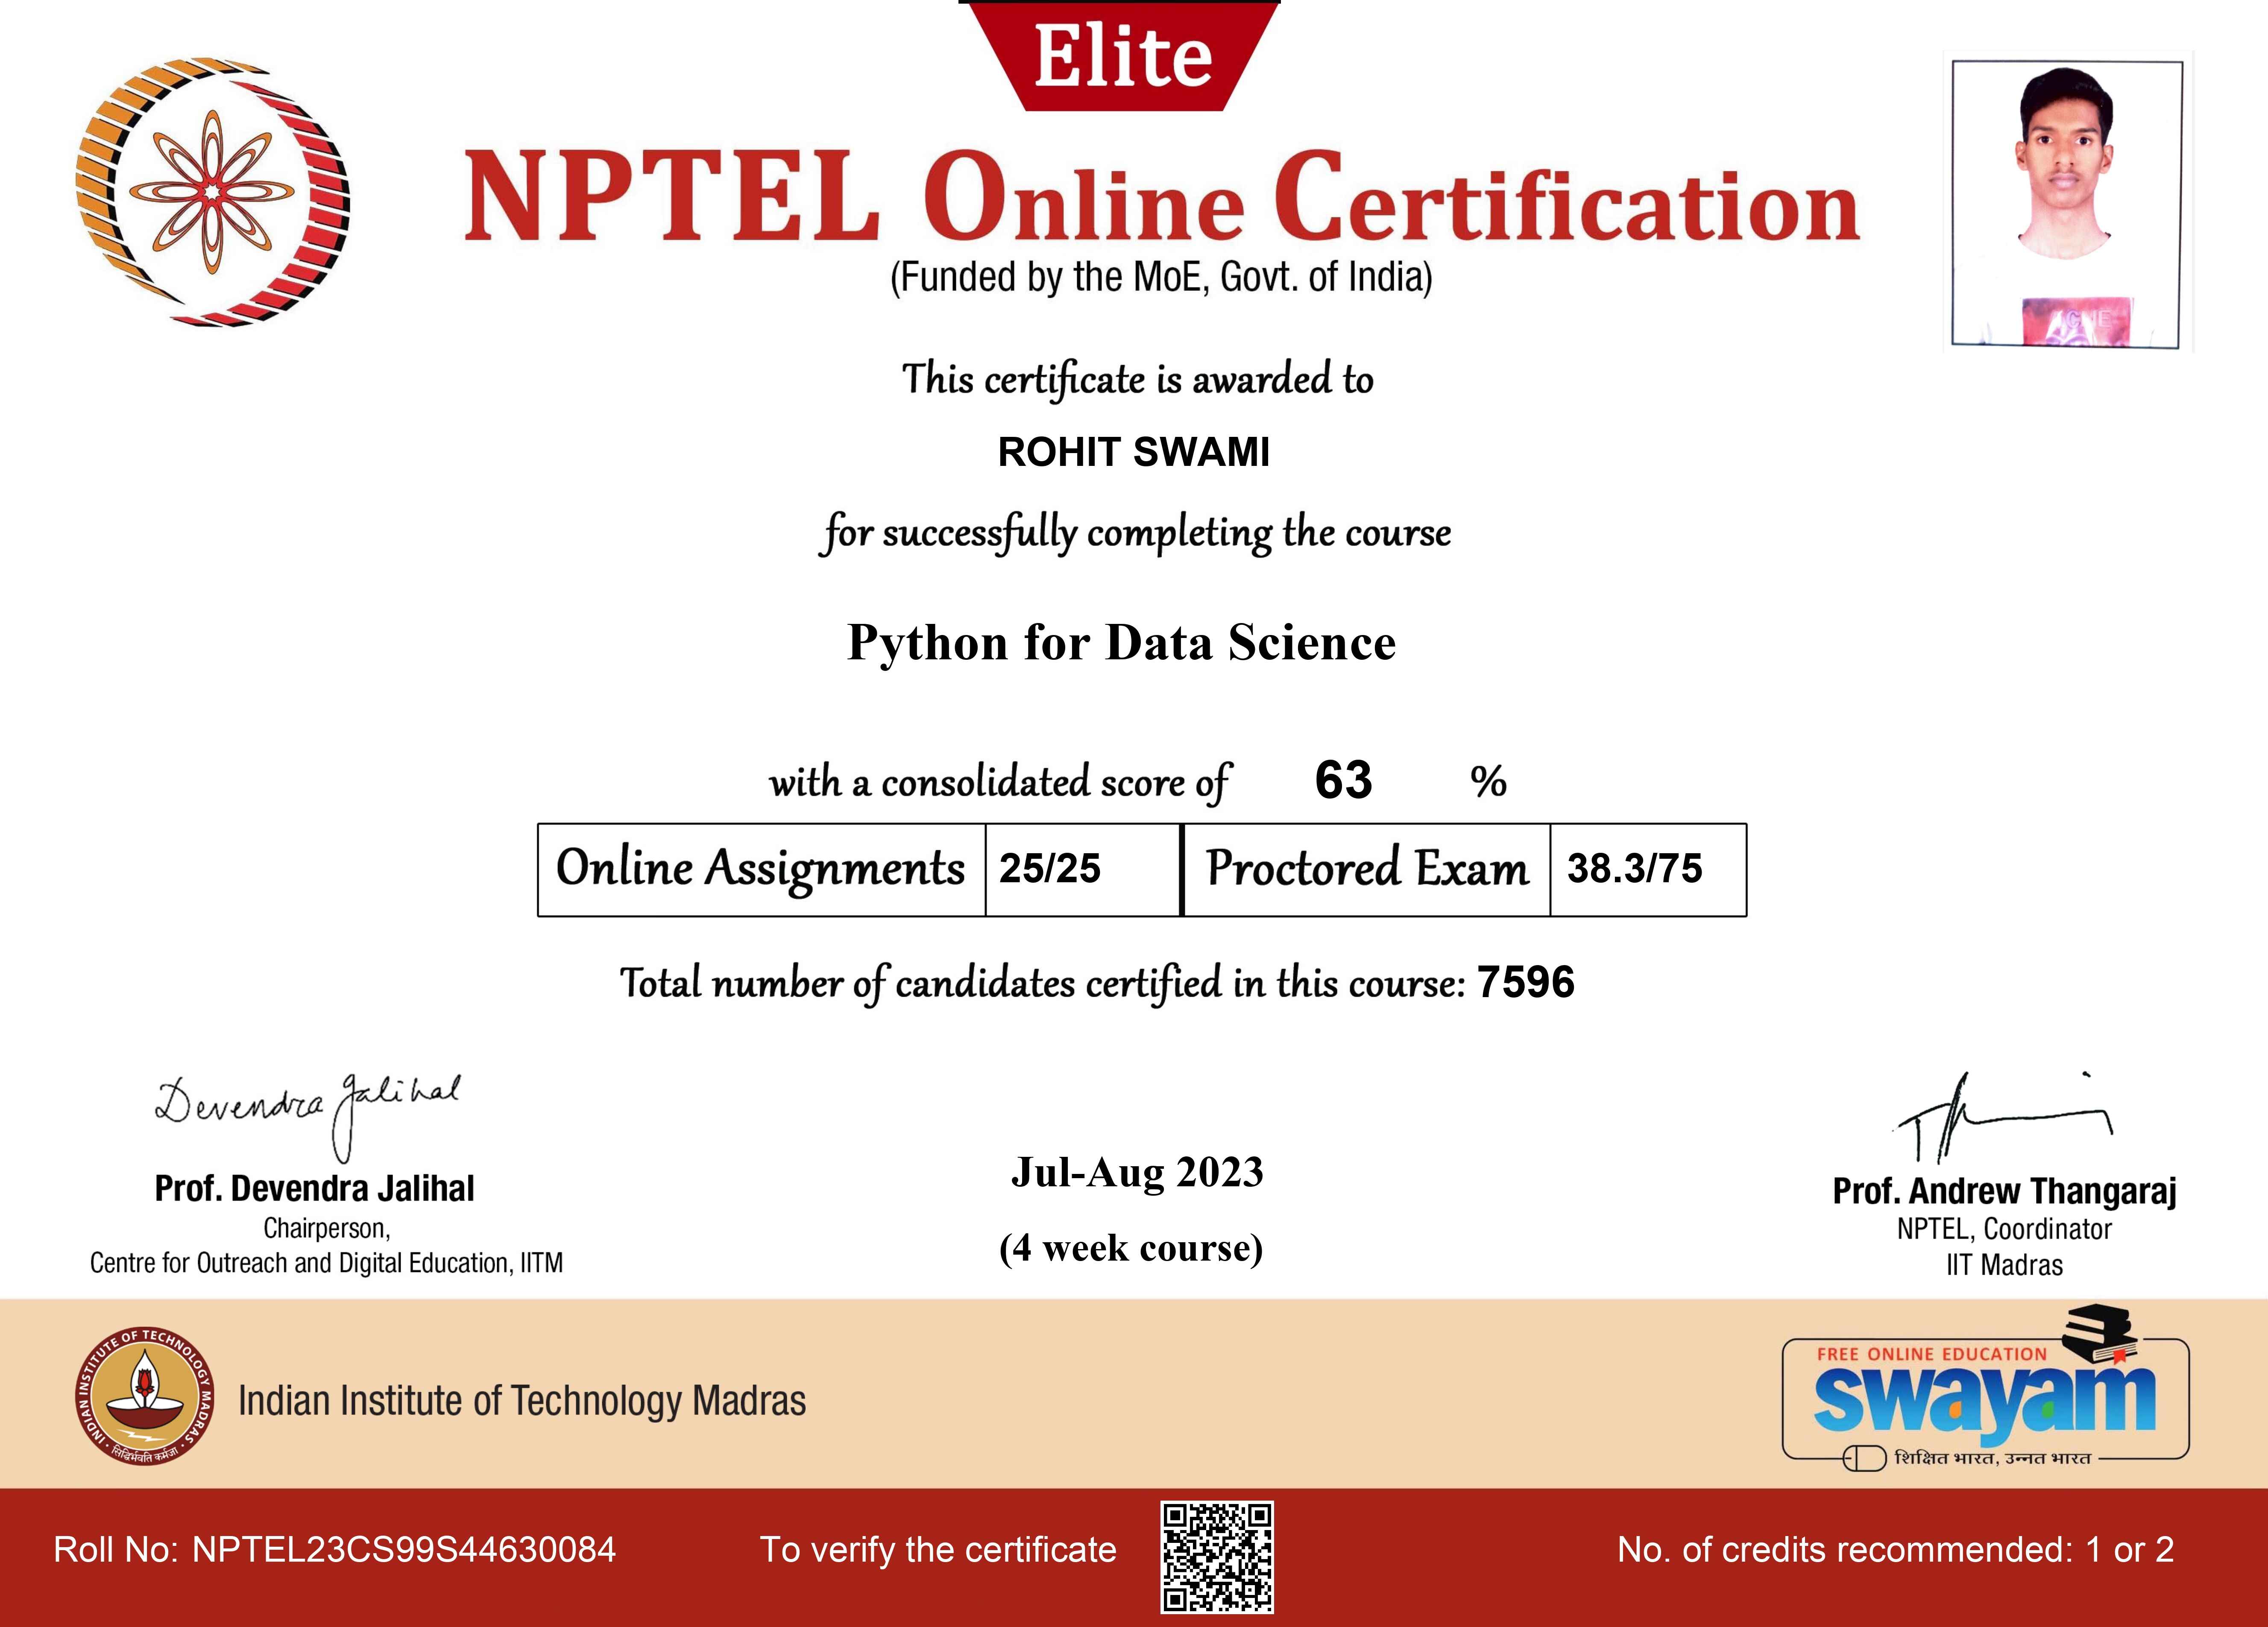 Elite
NPTEL Online Certification
(Funded by the MoE, Govt. of India)
This certificate is awarded to
ROHIT SWAMI
for successfully completing the course
Python for Data Science
with a consolidated score of 63 %
Online Assignments 25/25 Proctored Exam 38.3/75
Total number of candidates certified in this course: 7596
Devendra Jalihal
Prof. Devendra Jalihal
Chairperson,
Centre for Outreach and Digital Education, IITM
Jul-Aug 2023
(4 week course)
Prof. Andrew Thangaraj
NPTEL, Coordinator
IIT Madras
INDIAN INSTITUTE OF TECHNOLOGY MADRAS
सिद्धिर्भवति कर्मजा
Indian Institute of Technology Madras
FREE ONLINE EDUCATION
swayam
शिक्षित भारत, उन्नत भारत
Roll No: NPTEL23CS99S44630084
To verify the certificate
No. of credits recommended: 1 or 2